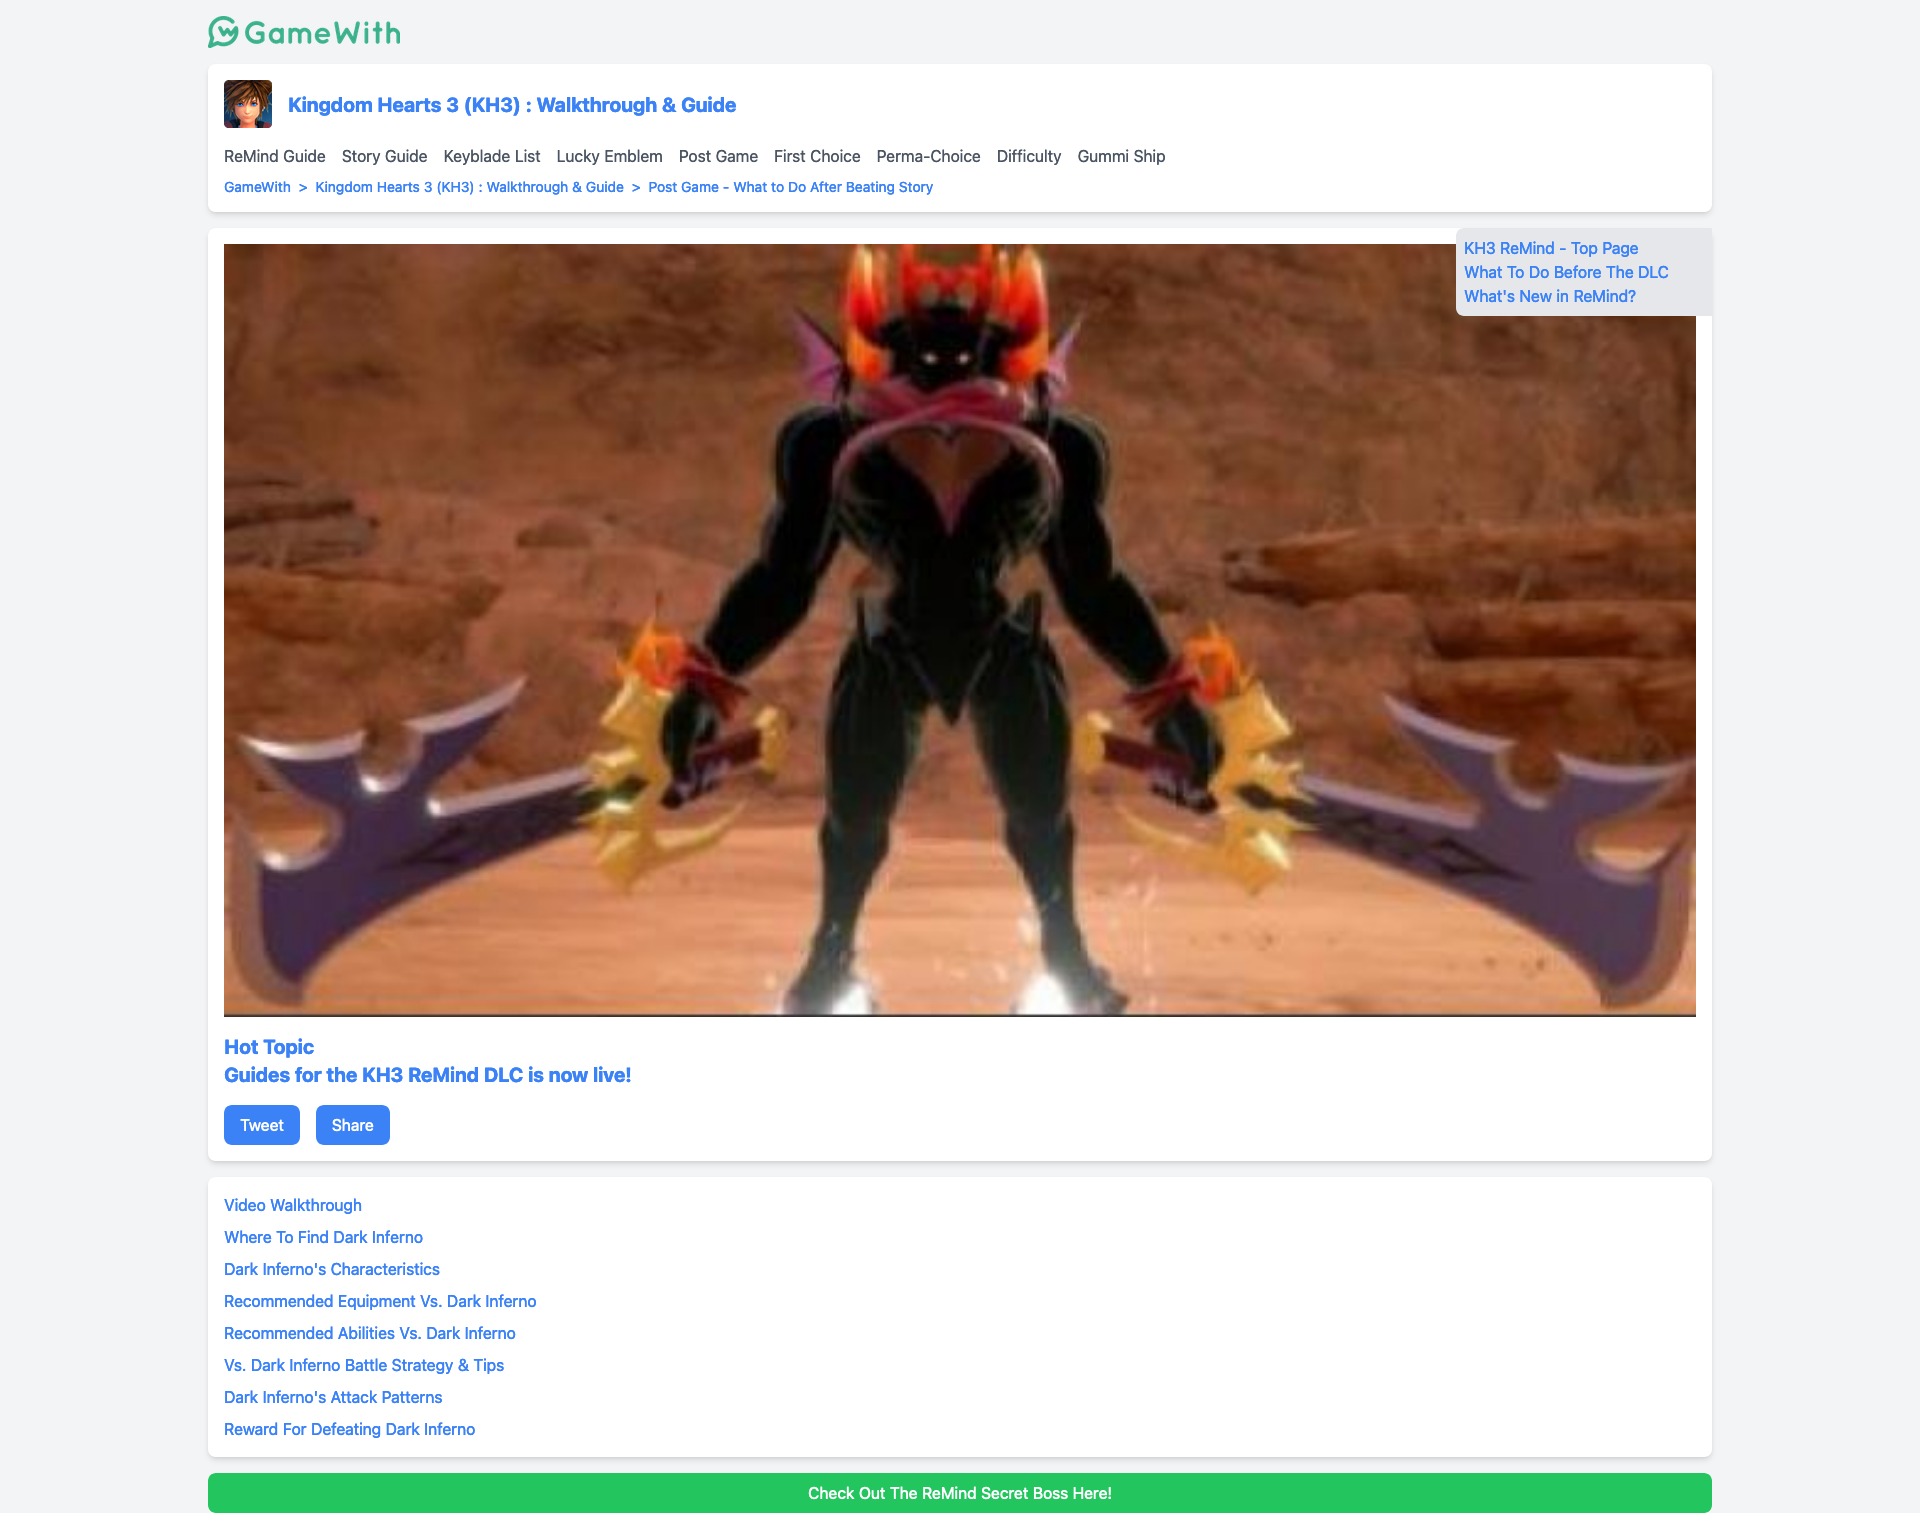 GameWith
Kingdom Hearts 3 (KH3) : Walkthrough & Guide
ReMind Guide Story Guide Keyblade List Lucky Emblem Post Game First Choice Perma-Choice Difficulty Gummi Ship
GameWith > Kingdom Hearts 3 (KH3) : Walkthrough & Guide > Post Game - What to Do After Beating Story
KH3 ReMind - Top Page
What To Do Before The DLC
What's New in ReMind?
Hot Topic
Guides for the KH3 ReMind DLC is now live!
Tweet Share
Video Walkthrough
Where To Find Dark Inferno
Dark Inferno's Characteristics
Recommended Equipment Vs. Dark Inferno
Recommended Abilities Vs. Dark Inferno
Vs. Dark Inferno Battle Strategy & Tips
Dark Inferno's Attack Patterns
Reward For Defeating Dark Inferno
Check Out The ReMind Secret Boss Here!